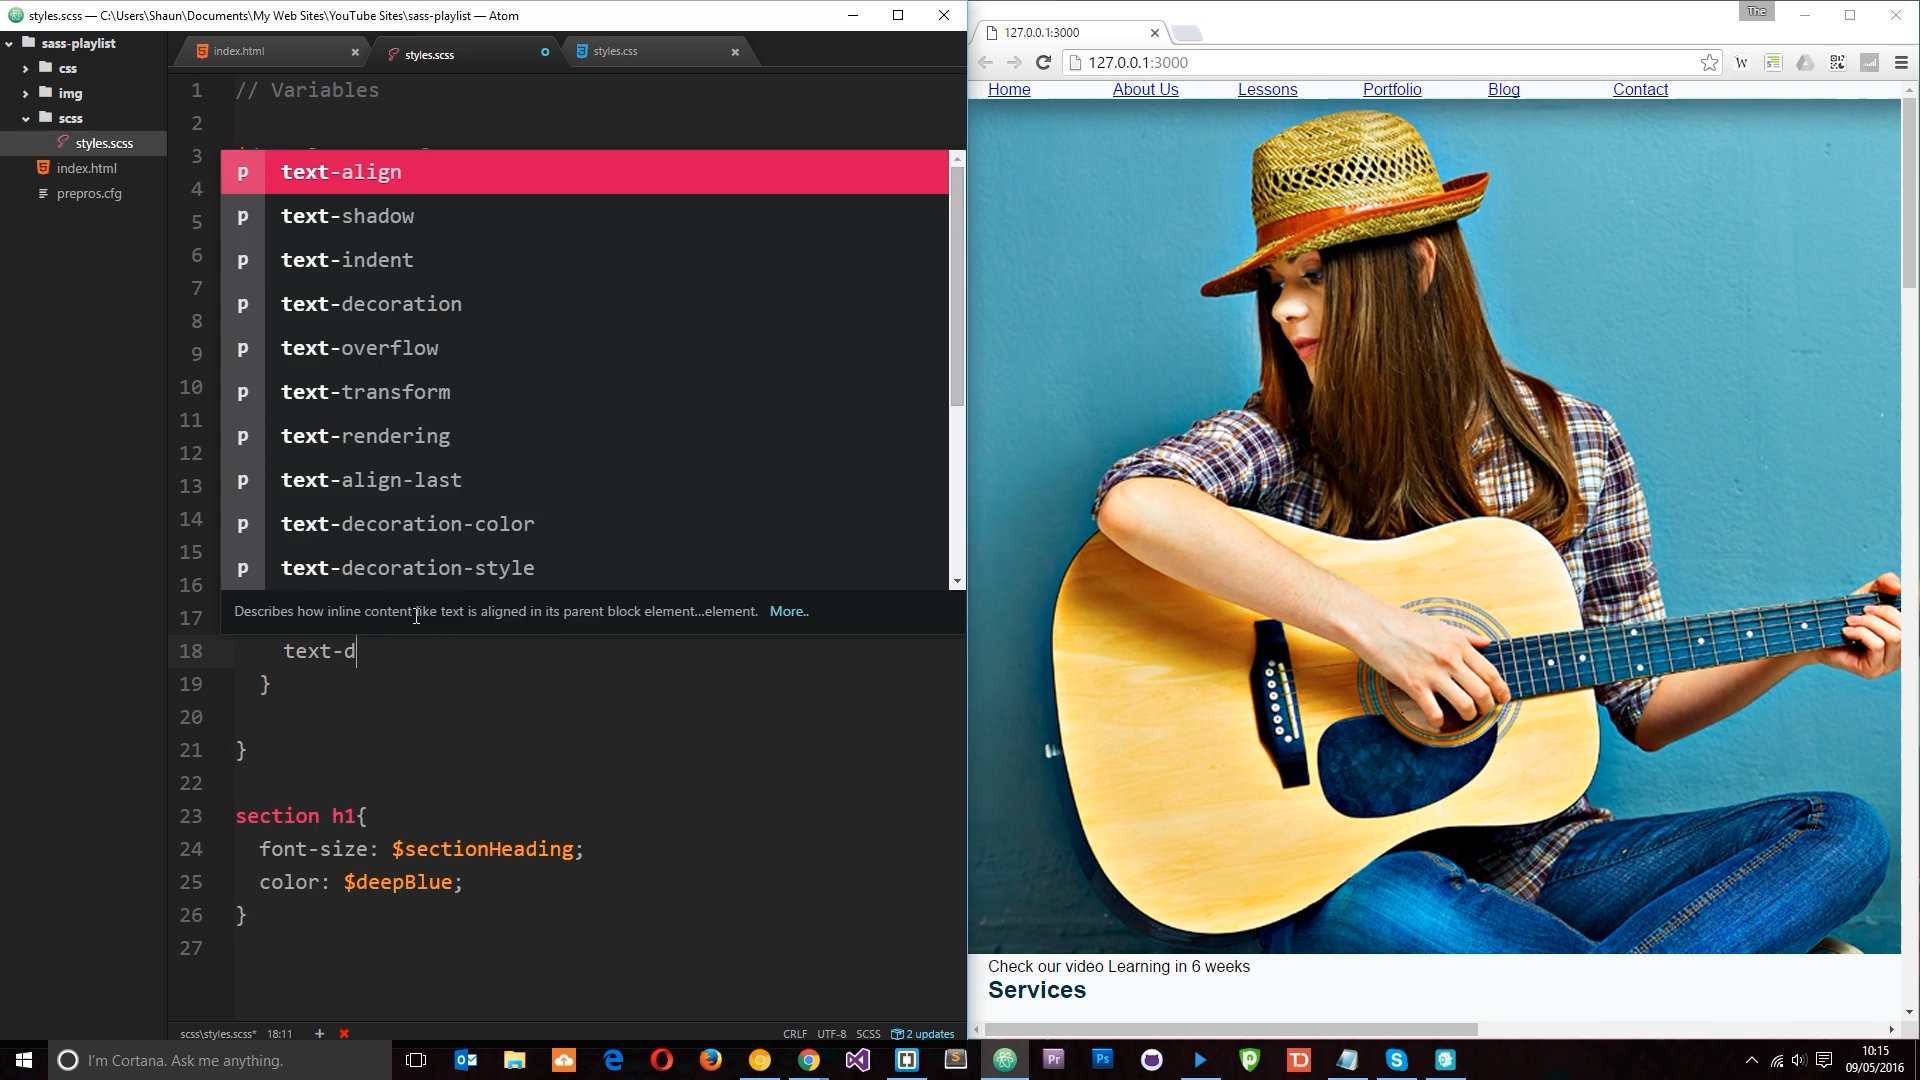 styles.scss — C:\Users\Shaun\Documents\My Web Sites\YouTube Sites\sass-playlist — Atom
The
sass-playlist
css
img
scss
styles.scss
index.html
prepros.cfg
index.html
styles.scss
styles.css
127.0.0.1:3000
127.0.0.1:3000
Home About Us Lessons Portfolio Blog Contact
1 // Variables
2
3
4
5
6
7
8
9
10
11
12
13
14
15
16
17
p text-align
p text-shadow
p text-indent
p text-decoration
p text-overflow
p text-transform
p text-rendering
p text-align-last
p text-decoration-color
p text-decoration-style
Describes how inline content like text is aligned in its parent block element...element. More..
18 text-d
19 }
20
21 }
22
23 section h1{
24 font-size: $sectionHeading;
25 color: $deepBlue;
26 }
27
Check our video Learning in 6 weeks
Services
scss\styles.scss* 18:11 + CRLF UTF-8 SCSS 2 updates
I'm Cortana. Ask me anything.
10:15
09/05/2016